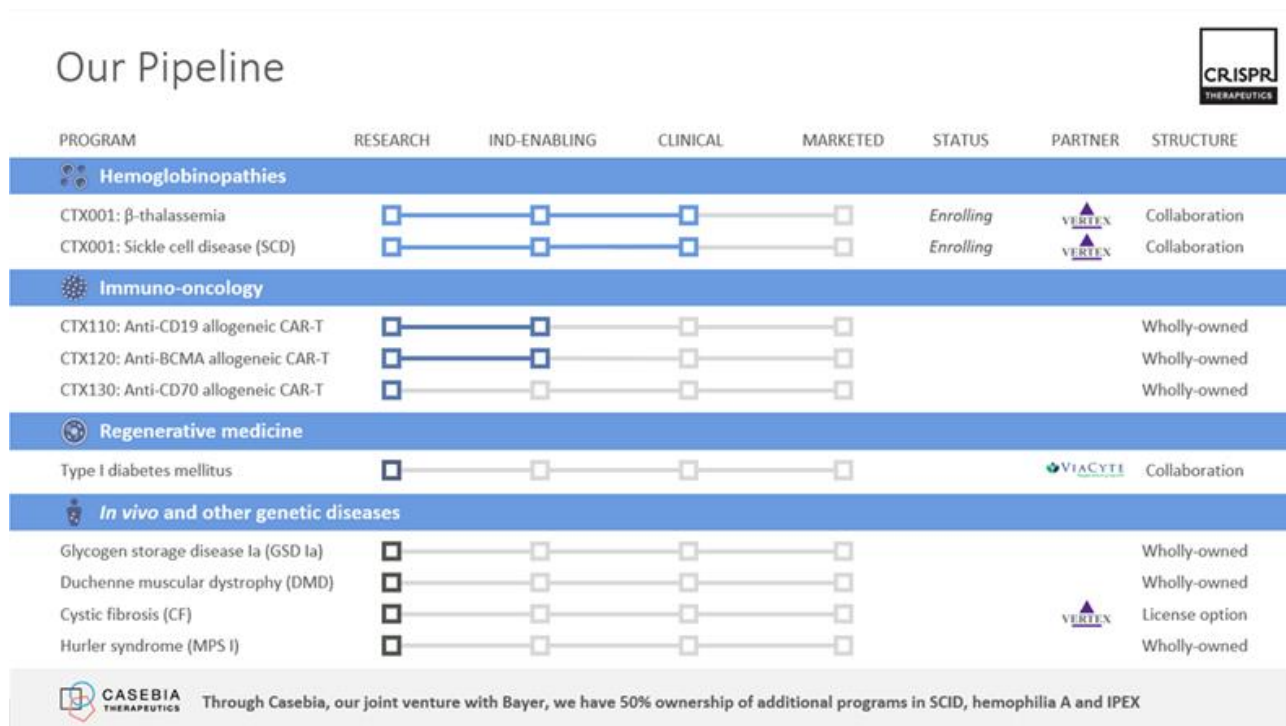 Our Pipeline
CRISPR
THERAPEUTICS
PROGRAM RESEARCH IND-ENABLING CLINICAL MARKETED STATUS PARTNER STRUCTURE
Hemoglobinopathies
CTX001: β-thalassemia Enrolling VERTEX Collaboration
CTX001: Sickle cell disease (SCD) Enrolling VERTEX Collaboration
Immuno-oncology
CTX110: Anti-CD19 allogeneic CAR-T Wholly-owned
CTX120: Anti-BCMA allogeneic CAR-T Wholly-owned
CTX130: Anti-CD70 allogeneic CAR-T Wholly-owned
Regenerative medicine
Type I diabetes mellitus VIACYTE Collaboration
In vivo and other genetic diseases
Glycogen storage disease Ia (GSD Ia) Wholly-owned
Duchenne muscular dystrophy (DMD) Wholly-owned
Cystic fibrosis (CF) VERTEX License option
Hurler syndrome (MPS I) Wholly-owned
CASEBIA
THERAPEUTICS
Through Casebia, our joint venture with Bayer, we have 50% ownership of additional programs in SCID, hemophilia A and IPEX